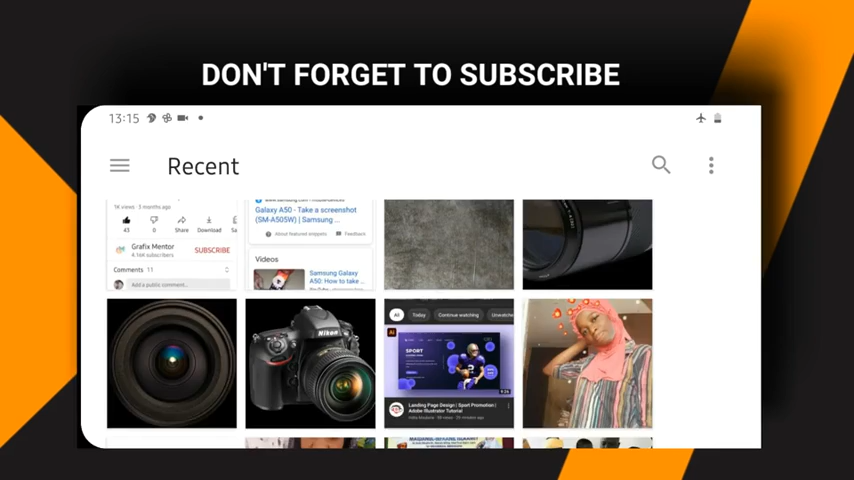 DON'T FORGET TO SUBSCRIBE
13:15
Recent
1K views · 3 months ago
43 0 Share Download
Grafix Mentor SUBSCRIBE
4.16K subscribers
Comments 11
Add a public comment...
Galaxy A50 - Take a screenshot
(SM-A505W) | Samsung ...
About featured snippets Feedback
Videos
Samsung Galaxy
A50: How to take ...
Nikon
All Today Continue watching Unwatche
Ai
SPORT
Landing Page Design | Sport Promotion |
Adobe Illustrator Tutorial